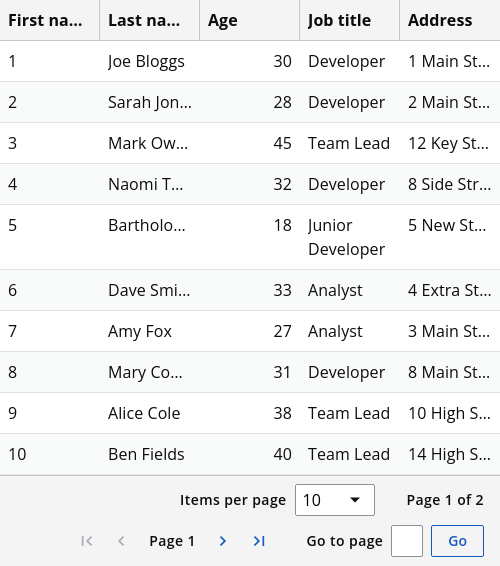 First na... Last na... Age Job title Address
1 Joe Bloggs 30 Developer 1 Main St...
2 Sarah Jon... 28 Developer 2 Main St...
3 Mark Ow... 45 Team Lead 12 Key St...
4 Naomi T... 32 Developer 8 Side Str...
5 Bartholo... 18 Junior 5 New St...
Developer
6 Dave Smi... 33 Analyst 4 Extra St...
7 Amy Fox 27 Analyst 3 Main St...
8 Mary Co... 31 Developer 8 Main St...
9 Alice Cole 38 Team Lead 10 High S...
10 Ben Fields 40 Team Lead 14 High S...
Items per page 10 Page 1 of 2
Page 1 Go to page Go